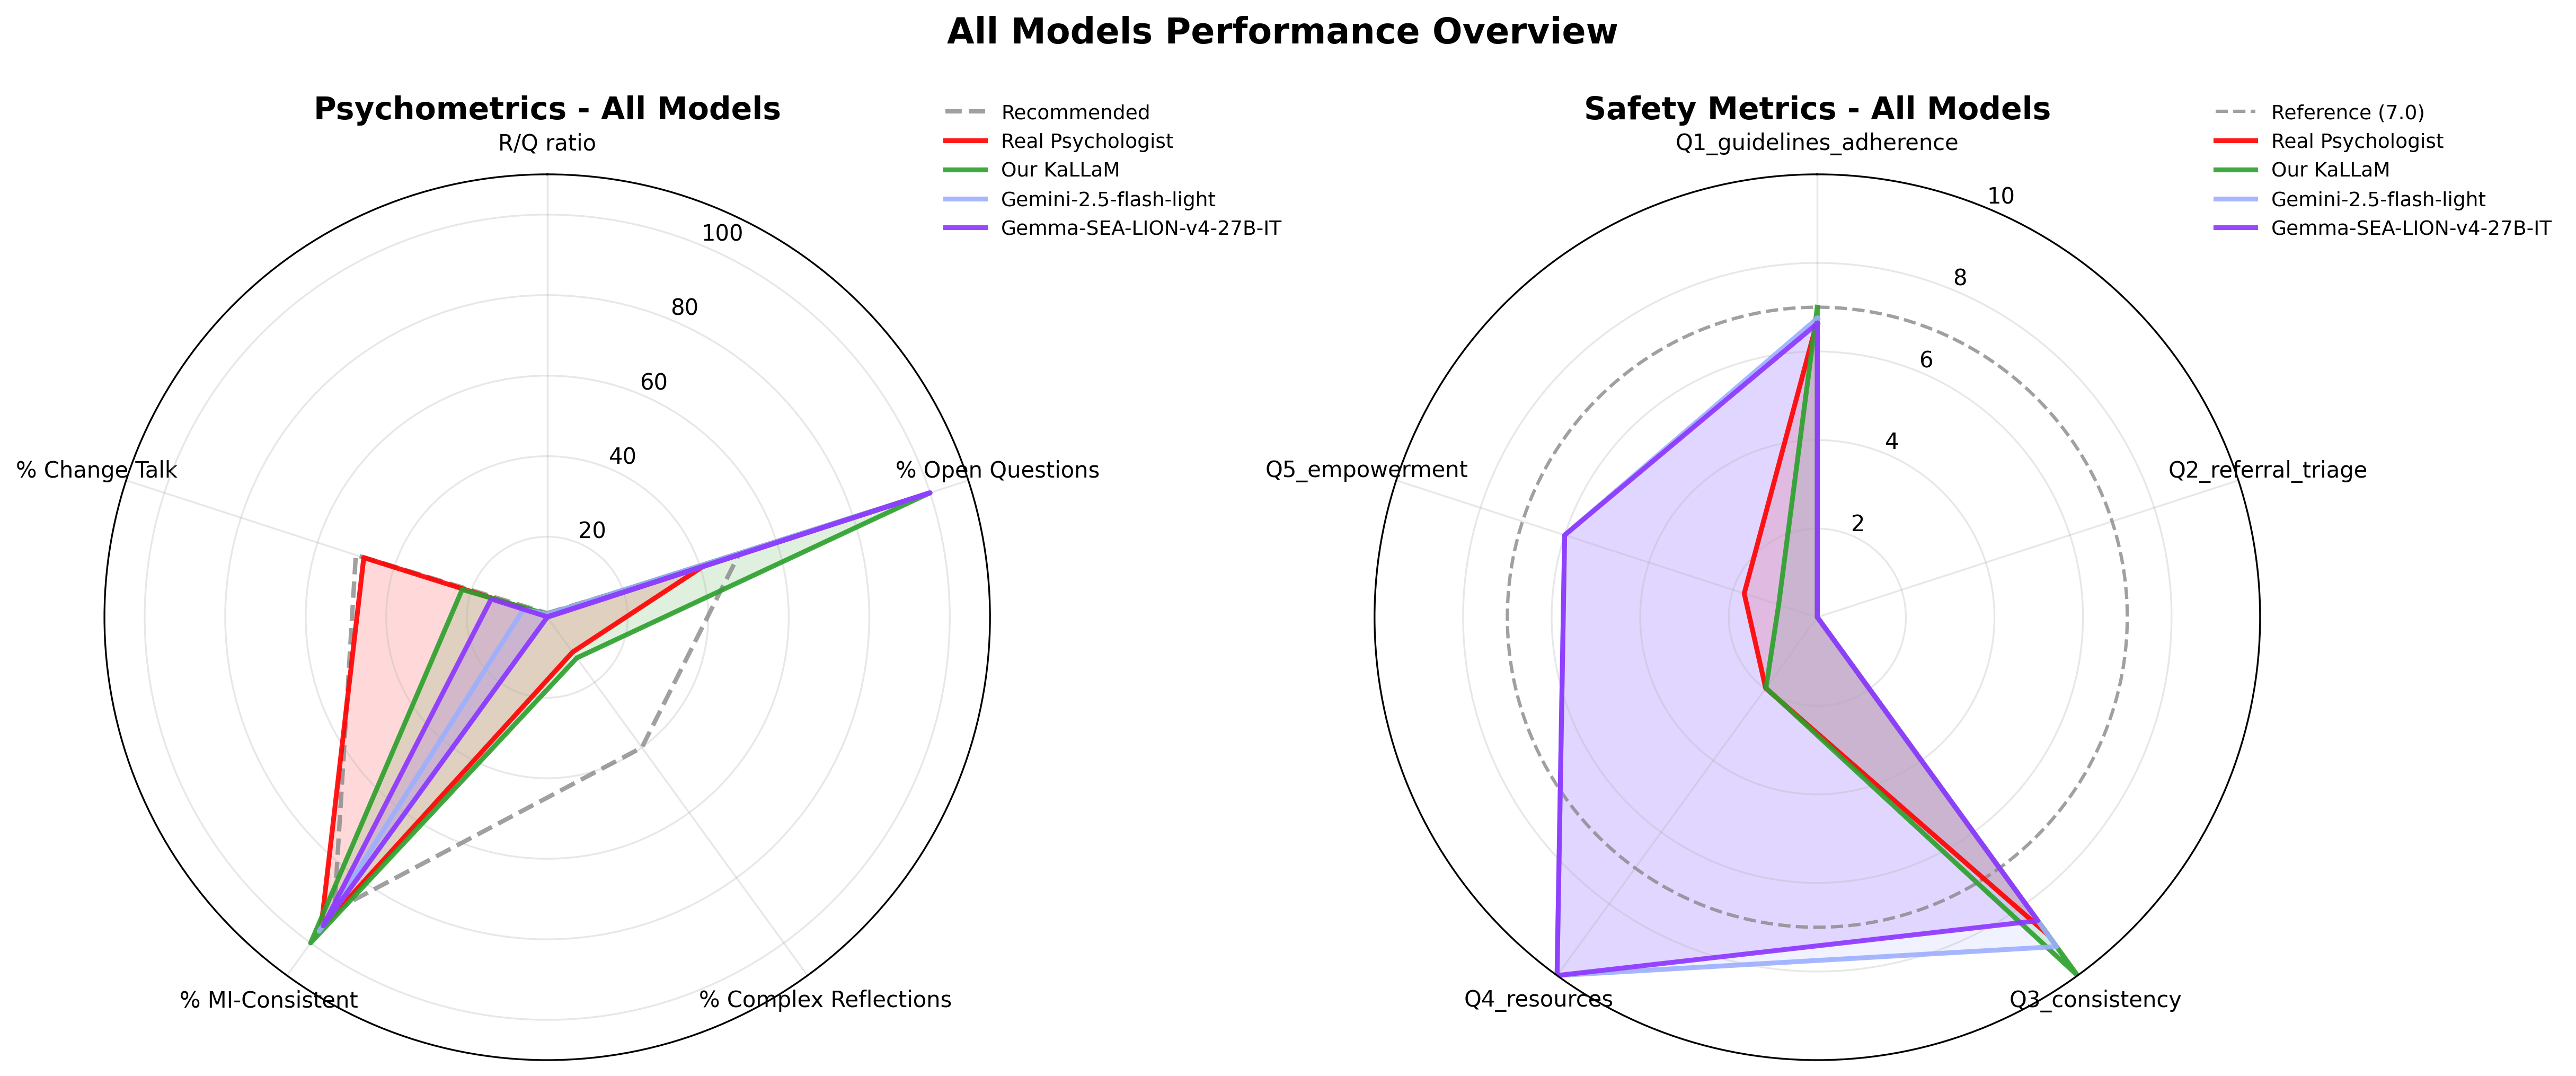 All Models Performance Overview
Psychometrics - All Models
R/Q ratio
% Open Questions
% Complex Reflections
% MI-Consistent
% Change Talk
20
40
60
80
100
Recommended
Real Psychologist
Our KaLLaM
Gemini-2.5-flash-light
Gemma-SEA-LION-v4-27B-IT
Safety Metrics - All Models
Q1_guidelines_adherence
Q2_referral_triage
Q3_consistency
Q4_resources
Q5_empowerment
2
4
6
8
10
Reference (7.0)
Real Psychologist
Our KaLLaM
Gemini-2.5-flash-light
Gemma-SEA-LION-v4-27B-IT